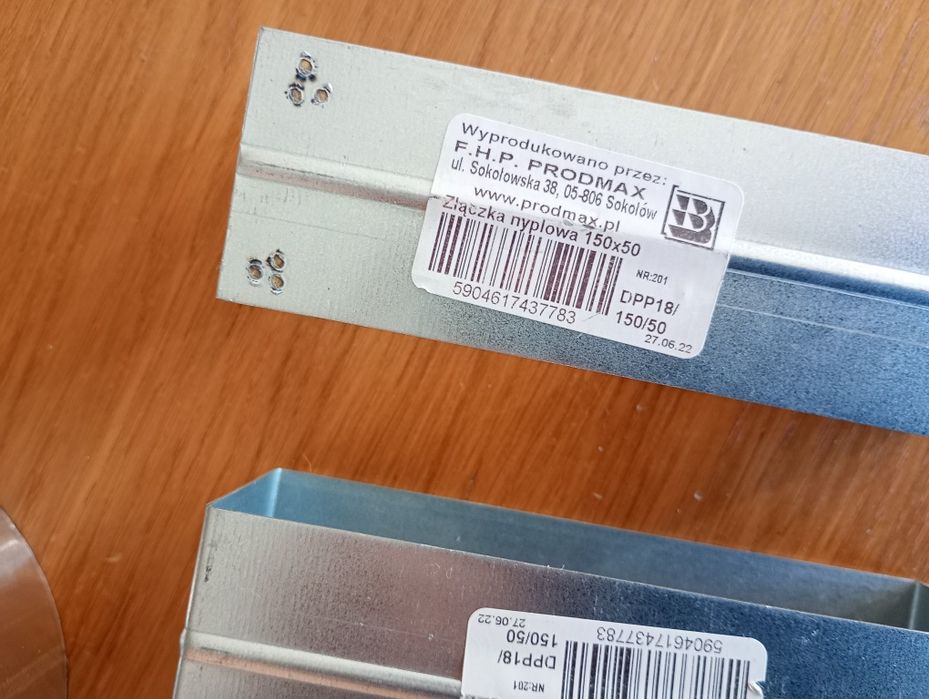 Wyprodukowano przez:
F.H.P. PRODMAX
ul. Sokołowska 38, 05-806 Sokołów
www.prodmax.pl
Złączka nyplowa 150x50
NR:201
5904617437783
DPP18/
150/50
27.06.22
5904617437783
NR:201
DPP18/
150/50
27.06.22